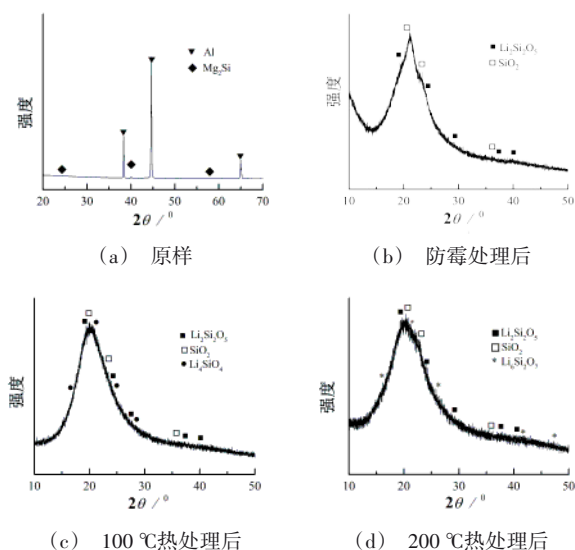 强度
Al
Mg₂Si
20 30 40 50 60 70
2θ / °
(a) 原样
强度
Li₂Si₂O₅
SiO₂
10 20 30 40 50
2θ / °
(b) 防霉处理后
强度
Li₂Si₂O₅
SiO₂
Li₄SiO₄
10 20 30 40 50
2θ / °
(c) 100 ℃热处理后
强度
Li₂Si₂O₅
SiO₂
Li₆Si₂O₇
10 20 30 40 50
2θ / °
(d) 200 ℃热处理后